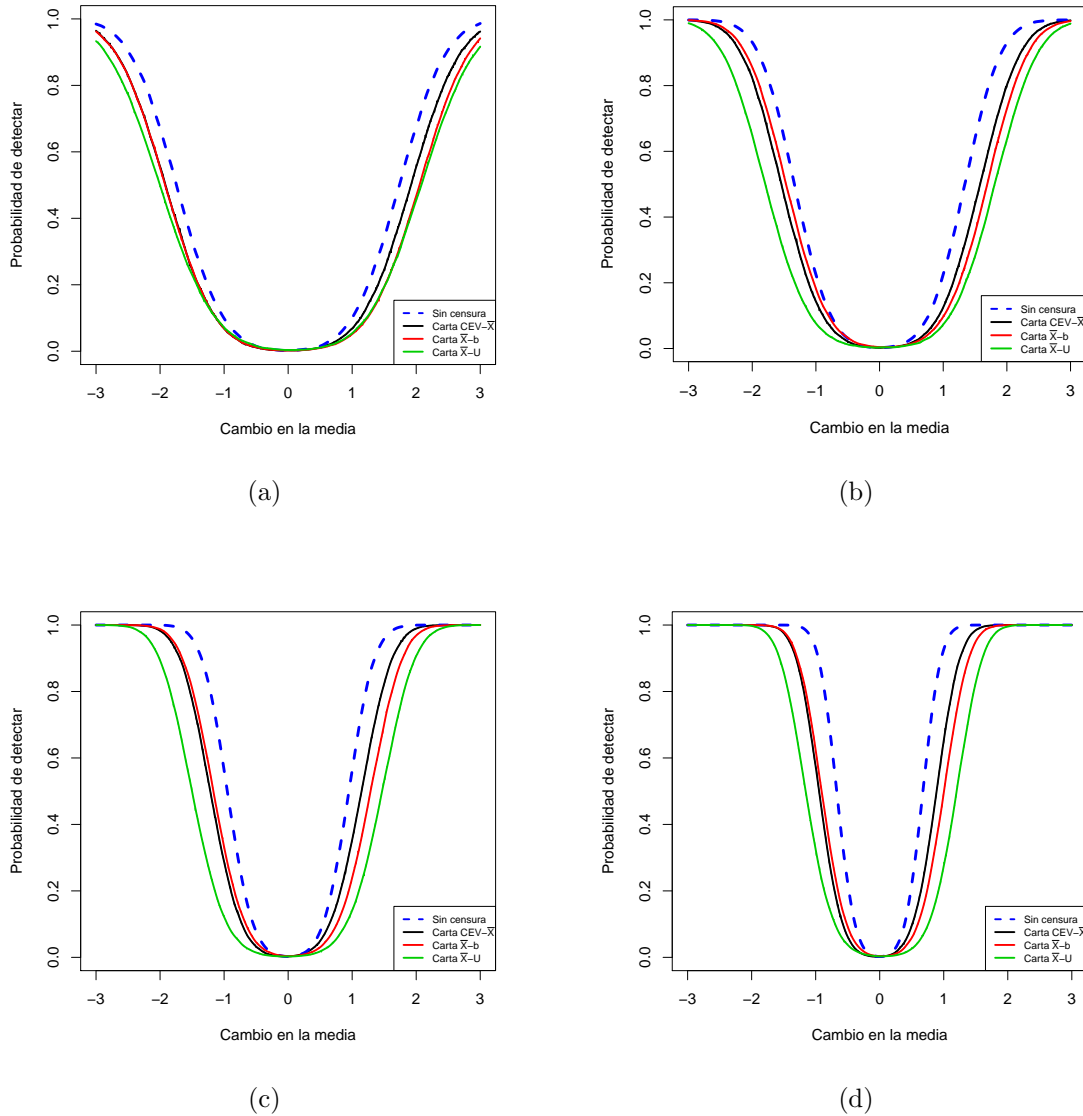 1.0
0.8
0.6
0.4
0.2
0.0
Probabilidad de detectar
−3 −2 −1 0 1 2 3
Cambio en la media
Sin censura
Carta CEV−X̅
Carta X̅−b
Carta X̅−U
(a)
1.0
0.8
0.6
0.4
0.2
0.0
Probabilidad de detectar
−3 −2 −1 0 1 2 3
Cambio en la media
Sin censura
Carta CEV−X̅
Carta X̅−b
Carta X̅−U
(b)
1.0
0.8
0.6
0.4
0.2
0.0
Probabilidad de detectar
−3 −2 −1 0 1 2 3
Cambio en la media
Sin censura
Carta CEV−X̅
Carta X̅−b
Carta X̅−U
(c)
1.0
0.8
0.6
0.4
0.2
0.0
Probabilidad de detectar
−3 −2 −1 0 1 2 3
Cambio en la media
Sin censura
Carta CEV−X̅
Carta X̅−b
Carta X̅−U
(d)